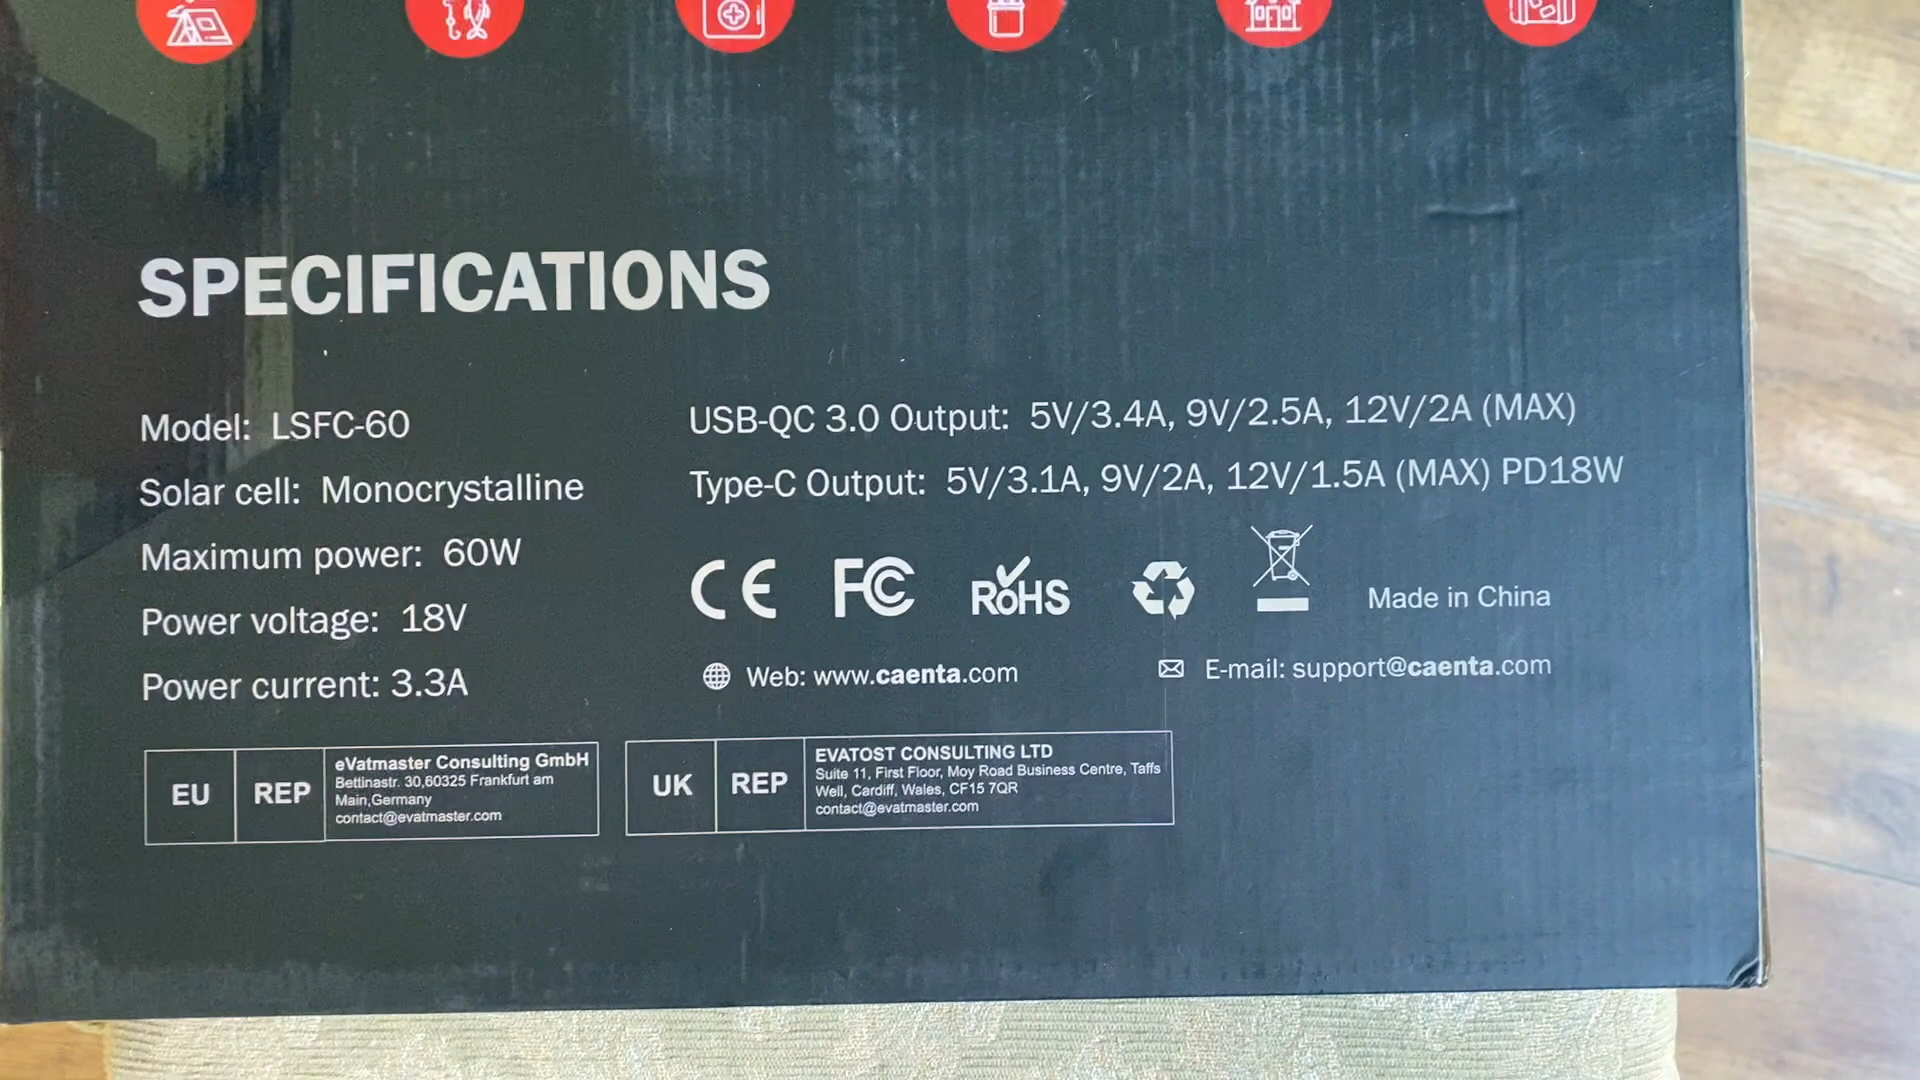 SPECIFICATIONS
Model: LSFC-60
Solar cell: Monocrystalline
Maximum power: 60W
Power voltage: 18V
Power current: 3.3A
USB-QC 3.0 Output: 5V/3.4A, 9V/2.5A, 12V/2A (MAX)
Type-C Output: 5V/3.1A, 9V/2A, 12V/1.5A (MAX) PD18W
CE FC RoHS Made in China
Web: www.caenta.com
E-mail: support@caenta.com
EU REP
eVatmaster Consulting GmbH
Bettinastr. 30,60325 Frankfurt am
Main,Germany
contact@evatmaster.com
UK REP
EVATOST CONSULTING LTD
Suite 11, First Floor, Moy Road Business Centre, Taffs
Well, Cardiff, Wales, CF15 7QR
contact@evatmaster.com